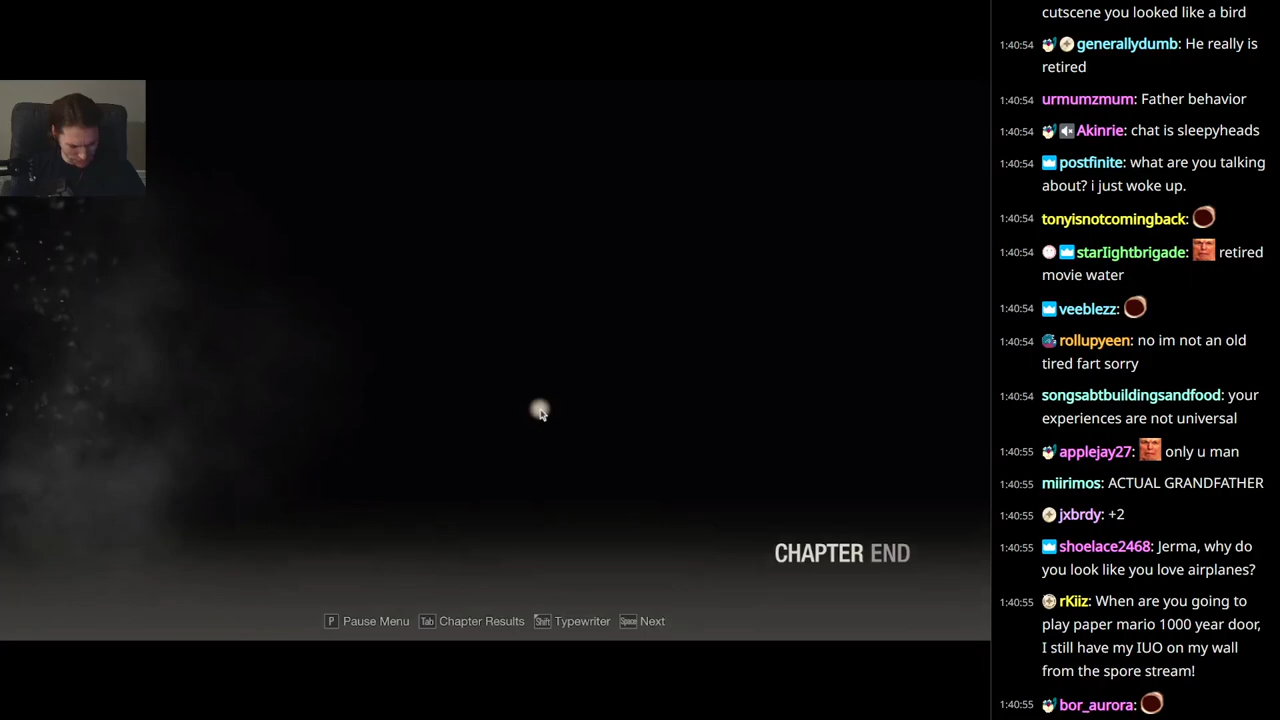 cutscene you looked like a bird
1:40:54 generallydumb: He really is
retired
1:40:54 urmumzmum: Father behavior
1:40:54 Akinrie: chat is sleepyheads
1:40:54 postfinite: what are you talking
about? i just woke up.
1:40:54 tonyisnotcomingback:
1:40:54 starIightbrigade: retired
movie water
1:40:54 veeblezz:
1:40:54 rollupyeen: no im not an old
tired fart sorry
1:40:54 songsabtbuildingsandfood: your
experiences are not universal
1:40:55 applejay27: only u man
1:40:55 miirimos: ACTUAL GRANDFATHER
1:40:55 jxbrdy: +2
1:40:55 shoelace2468: Jerma, why do
you look like you love airplanes?
1:40:55 rKiiz: When are you going to
play paper mario 1000 year door,
I still have my IUO on my wall
from the spore stream!
1:40:55 bor_aurora:
CHAPTER END
P Pause Menu Tab Chapter Results Shift Typewriter Space Next